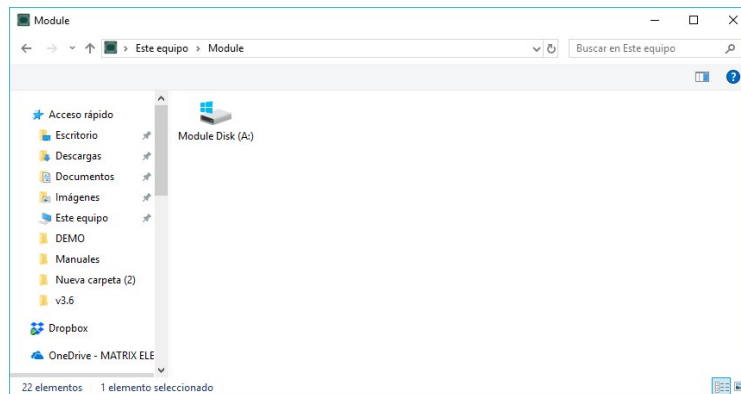 Module
Este equipo > Module
Buscar en Este equipo
Acceso rápido
Escritorio
Descargas
Documentos
Imágenes
Este equipo
DEMO
Manuales
Nueva carpeta (2)
v3.6
Dropbox
OneDrive - MATRIX ELE
Module Disk (A:)
22 elementos 1 elemento seleccionado